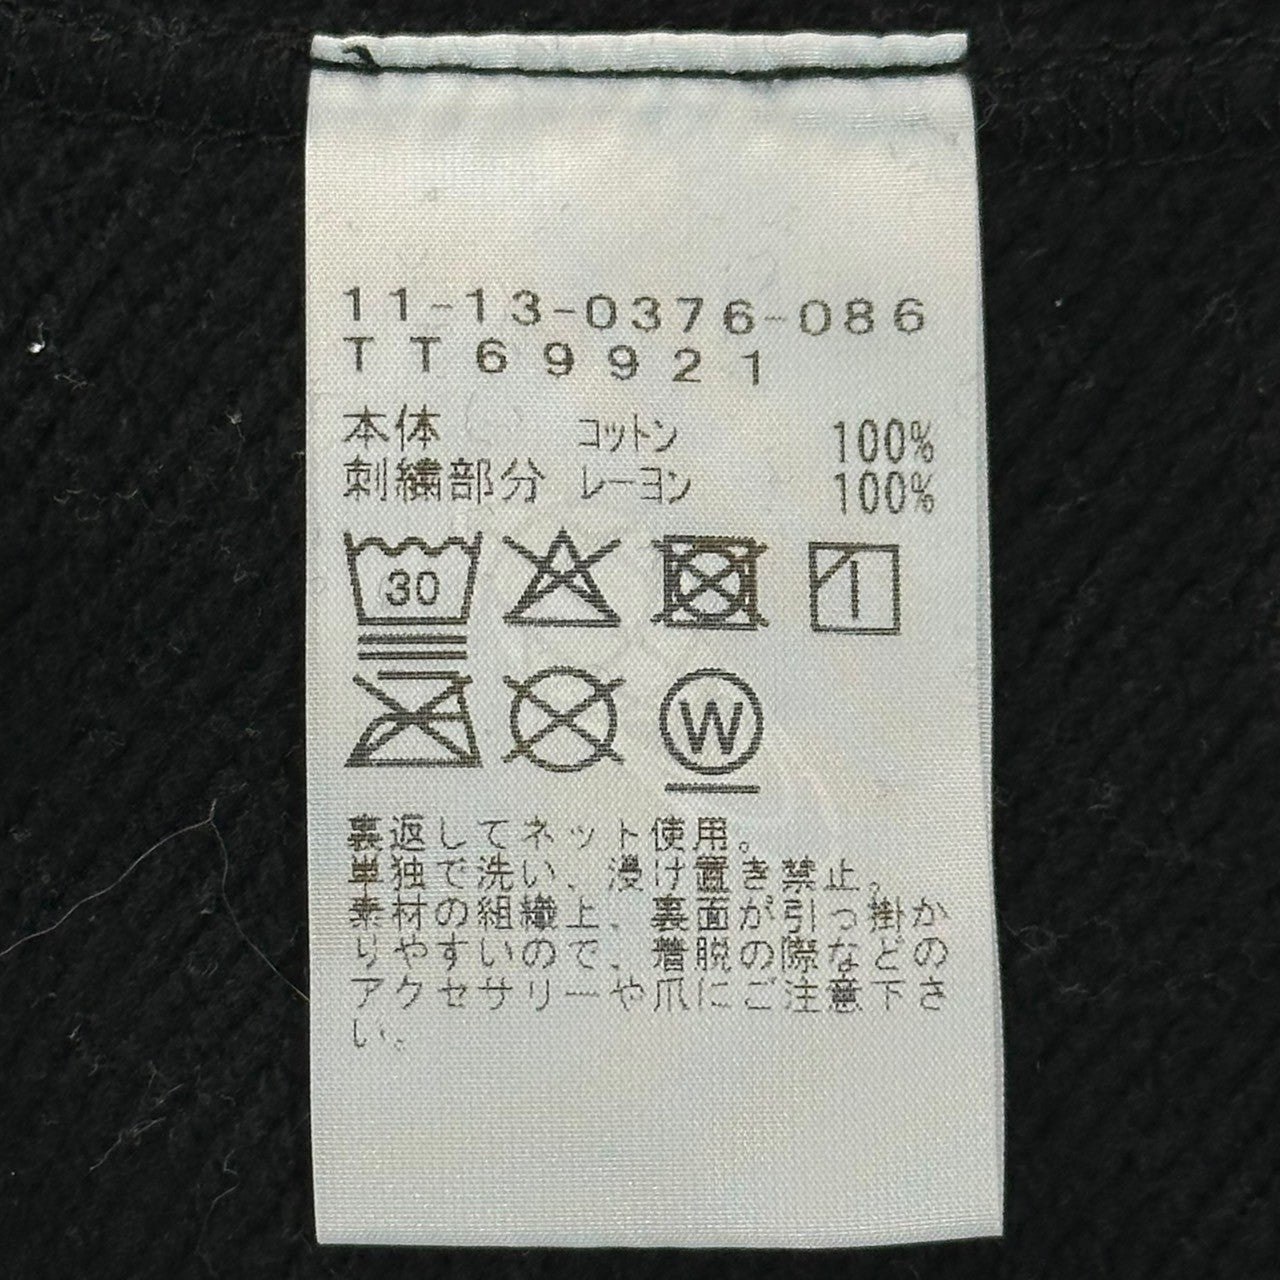 11-13-0376-086
TT69921
本体 コットン 100%
刺繍部分 レーヨン 100%
30
W
裏返してネット使用。
単独で洗い、浸け置き禁止。
素材の組織上、裏面が引っ掛か
りやすいので、着脱の際などの
アクセサリーや爪にご注意下さ
い。